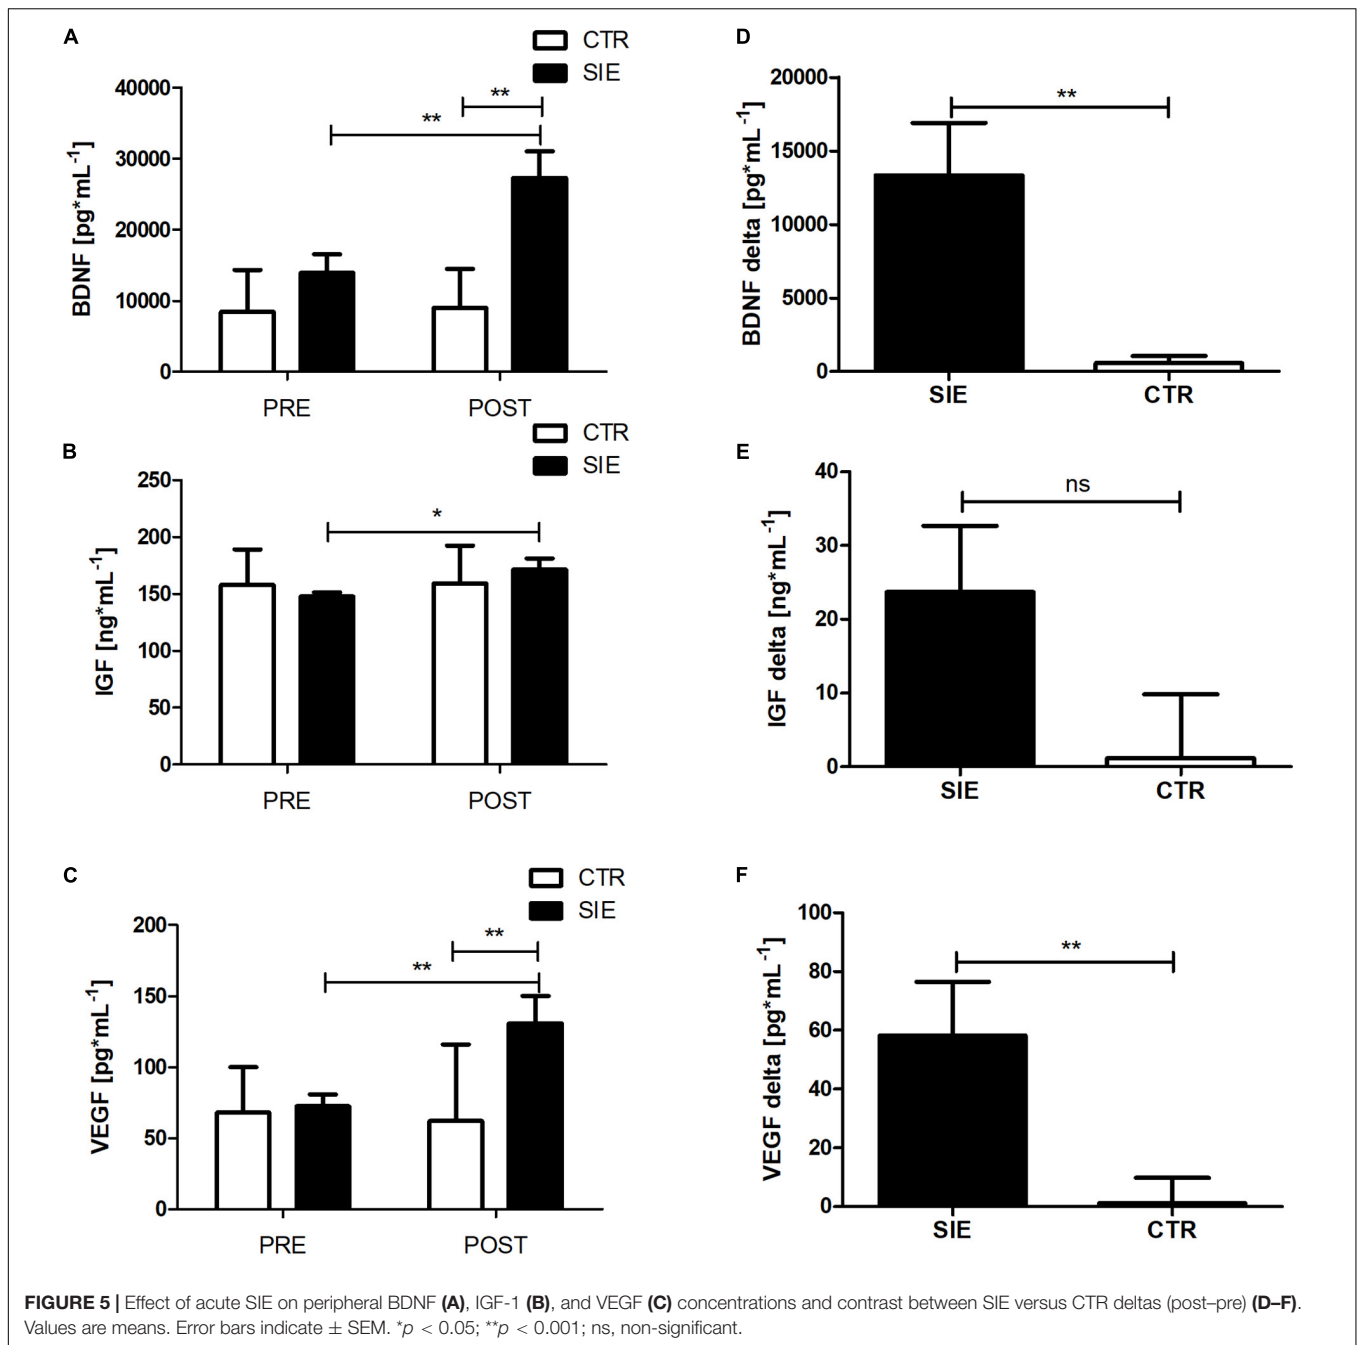 A
CTR
SIE
40000
30000
20000
10000
0
BDNF [pg*mL-1]
**
**
PRE
POST
D
20000
15000
10000
5000
0
BDNF delta [pg*mL-1]
**
SIE
CTR
B
CTR
SIE
250
200
150
100
50
0
IGF [ng*mL-1]
*
PRE
POST
E
40
30
20
10
0
IGF delta [ng*mL-1]
ns
SIE
CTR
C
CTR
SIE
200
150
100
50
0
VEGF [pg*mL-1]
**
**
PRE
POST
F
100
80
60
40
20
0
VEGF delta [pg*mL-1]
**
SIE
CTR
FIGURE 5 | Effect of acute SIE on peripheral BDNF (A), IGF-1 (B), and VEGF (C) concentrations and contrast between SIE versus CTR deltas (post–pre) (D–F).
Values are means. Error bars indicate ± SEM. *p < 0.05; **p < 0.001; ns, non-significant.